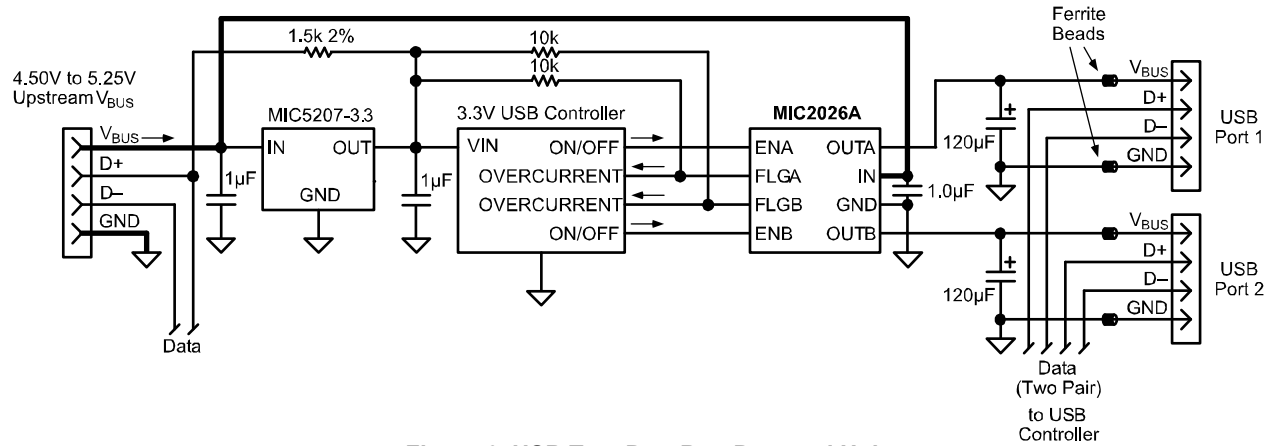 Ferrite
Beads
1.5k 2%
10k
10k
4.50V to 5.25V
Upstream VBUS
VBUS
D+
D–
GND
Data
MIC5207-3.3
IN
OUT
GND
1µF
1µF
3.3V USB Controller
VIN
ON/OFF
OVERCURRENT
OVERCURRENT
ON/OFF
MIC2026A
ENA
OUTA
FLGA
IN
FLGB
GND
ENB
OUTB
1.0µF
120µF
VBUS
D+
D–
GND
USB
Port 1
120µF
VBUS
D+
D–
GND
USB
Port 2
Data
(Two Pair)
to USB
Controller